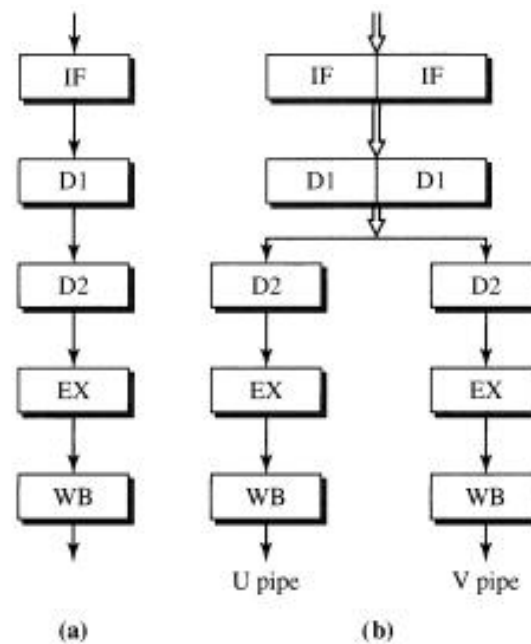 IF IF IF
D1 D1 D1
D2 D2 D2
EX EX EX
WB WB WB
U pipe V pipe
(a) (b)